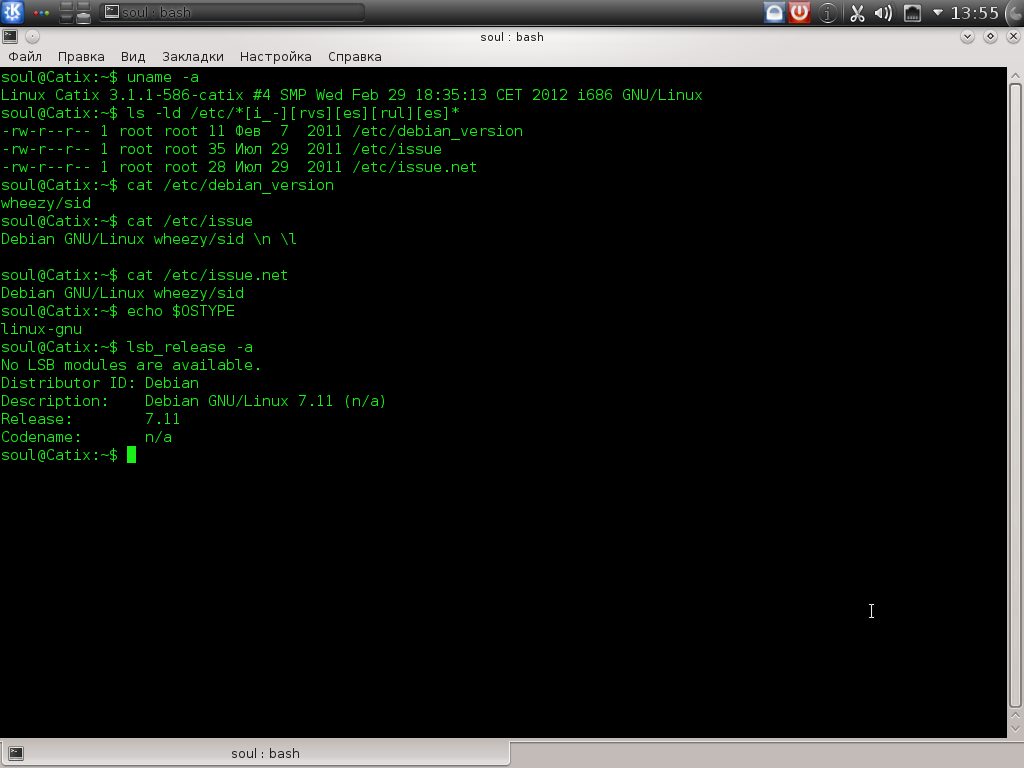 soul : bash
13:55
soul : bash
Файл Правка Вид Закладки Настройка Справка
soul@Catix:~$ uname -a
Linux Catix 3.1.1-586-catix #4 SMP Wed Feb 29 18:35:13 CET 2012 i686 GNU/Linux
soul@Catix:~$ ls -ld /etc/*[i_-][rvs][es][rul][es]*
-rw-r--r-- 1 root root 11 Фев  7  2011 /etc/debian_version
-rw-r--r-- 1 root root 35 Июл 29  2011 /etc/issue
-rw-r--r-- 1 root root 28 Июл 29  2011 /etc/issue.net
soul@Catix:~$ cat /etc/debian_version
wheezy/sid
soul@Catix:~$ cat /etc/issue
Debian GNU/Linux wheezy/sid \n \l
soul@Catix:~$ cat /etc/issue.net
Debian GNU/Linux wheezy/sid
soul@Catix:~$ echo $OSTYPE
linux-gnu
soul@Catix:~$ lsb_release -a
No LSB modules are available.
Distributor ID: Debian
Description:    Debian GNU/Linux 7.11 (n/a)
Release:        7.11
Codename:       n/a
soul@Catix:~$
soul : bash